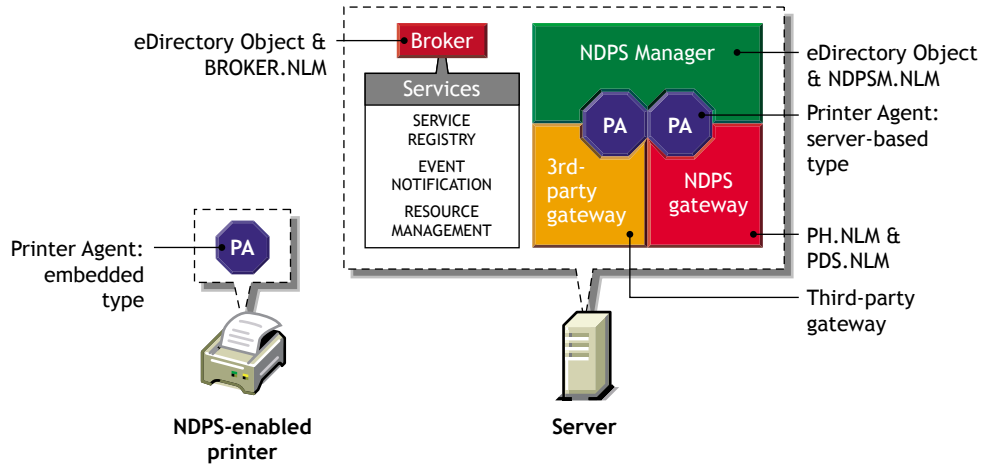 eDirectory Object &
BROKER.NLM
Broker
Services
SERVICE
REGISTRY
EVENT
NOTIFICATION
RESOURCE
MANAGEMENT
NDPS Manager
PA
PA
3rd-
party
gateway
NDPS
gateway
eDirectory Object
& NDPSM.NLM
Printer Agent:
server-based
type
PH.NLM &
PDS.NLM
Third-party
gateway
Printer Agent:
embedded
type
PA
NDPS-enabled
printer
Server